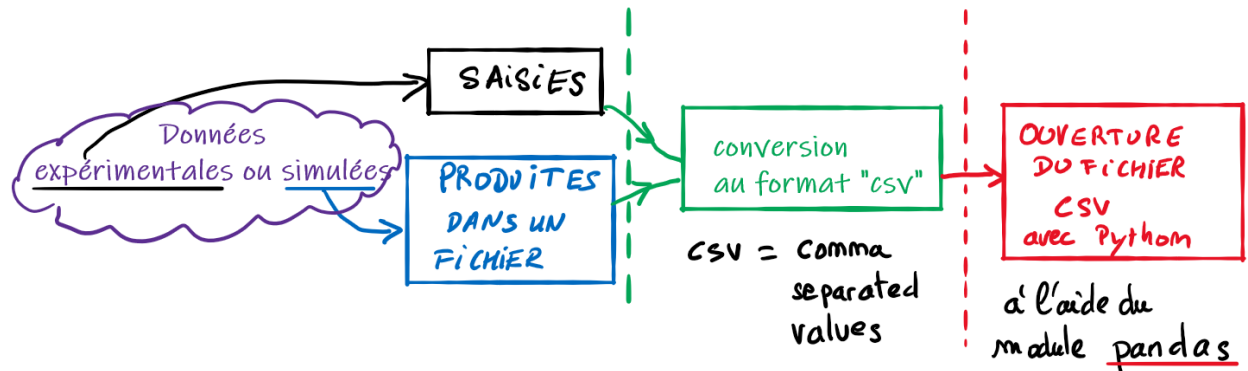 Données
expérimentales ou simulées
SAISIES
PRODUITES
DANS UN
FICHIER
conversion
au format "csv"
CSV = Comma
separated
values
OUVERTURE
DU FICHIER
CSV
avec Python
à l'aide du
module pandas